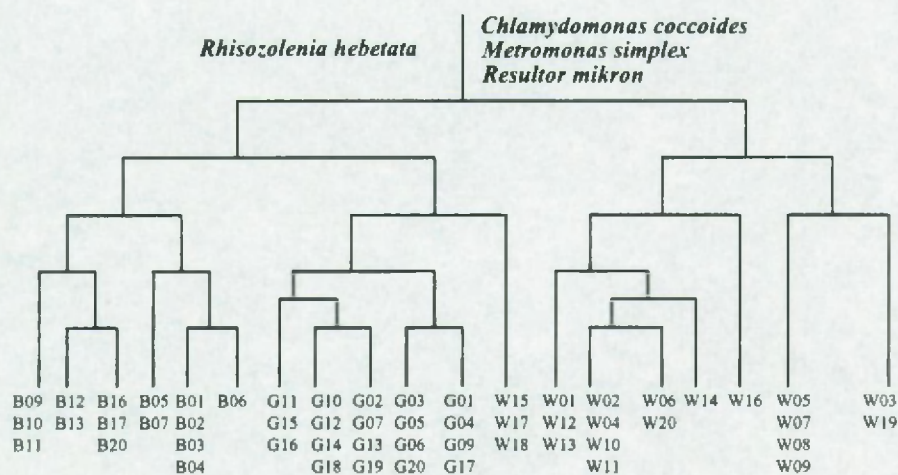 Rhisozolenia hebetata
Chlamydomonas coccoides
Metromonas simplex
Resultor mikron
B09 B12 B16 B05 B01 B06 G11 G10 G02 G03 G01 W15 W01 W02 W06 W14 W16 W05 W03
B10 B13 B17 B07 B02 G15 G12 G07 G05 G04 W17 W12 W04 W20 W07 W19
B11 B20 B03 G16 G14 G13 G06 G09 W18 W13 W10 W08
B04 G18 G19 G20 G17 W11 W09